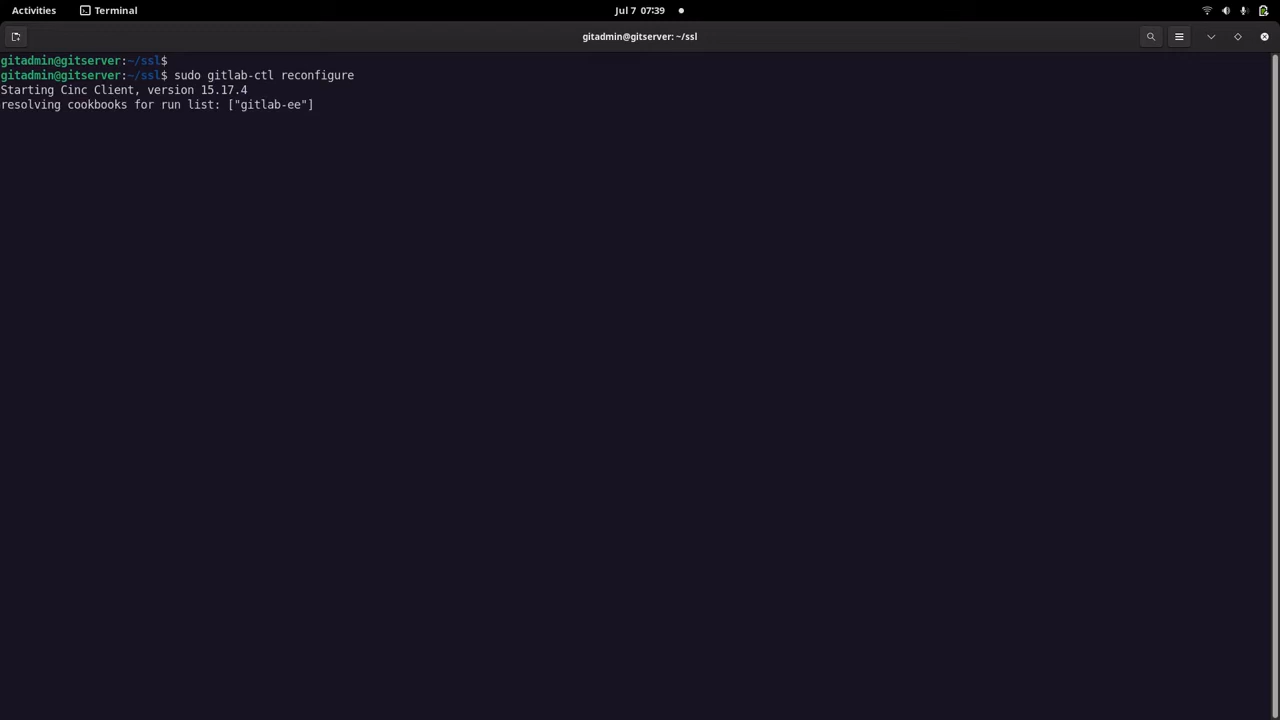 Activities Terminal Jul 7 07:39
gitadmin@gitserver: ~/ssl
gitadmin@gitserver:~/ssl$
gitadmin@gitserver:~/ssl$ sudo gitlab-ctl reconfigure
Starting Cinc Client, version 15.17.4
resolving cookbooks for run list: ["gitlab-ee"]